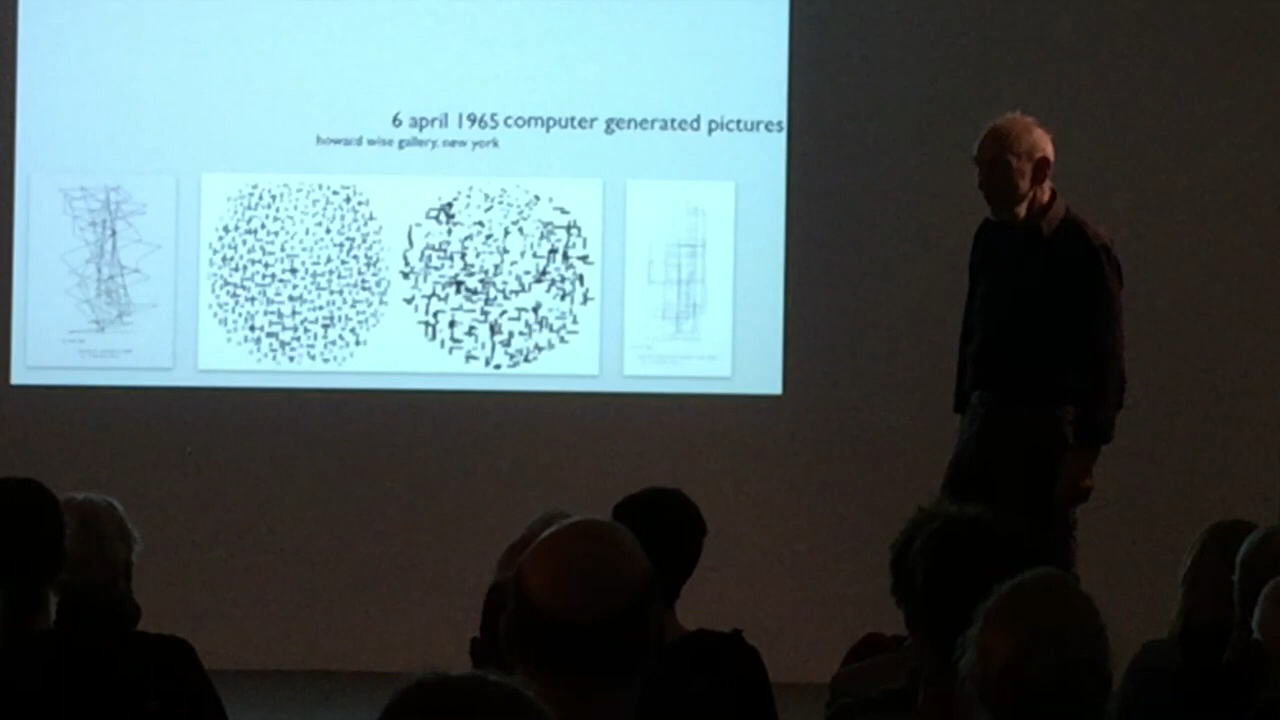 6 april 1965 computer generated pictures
howard wise gallery, new york